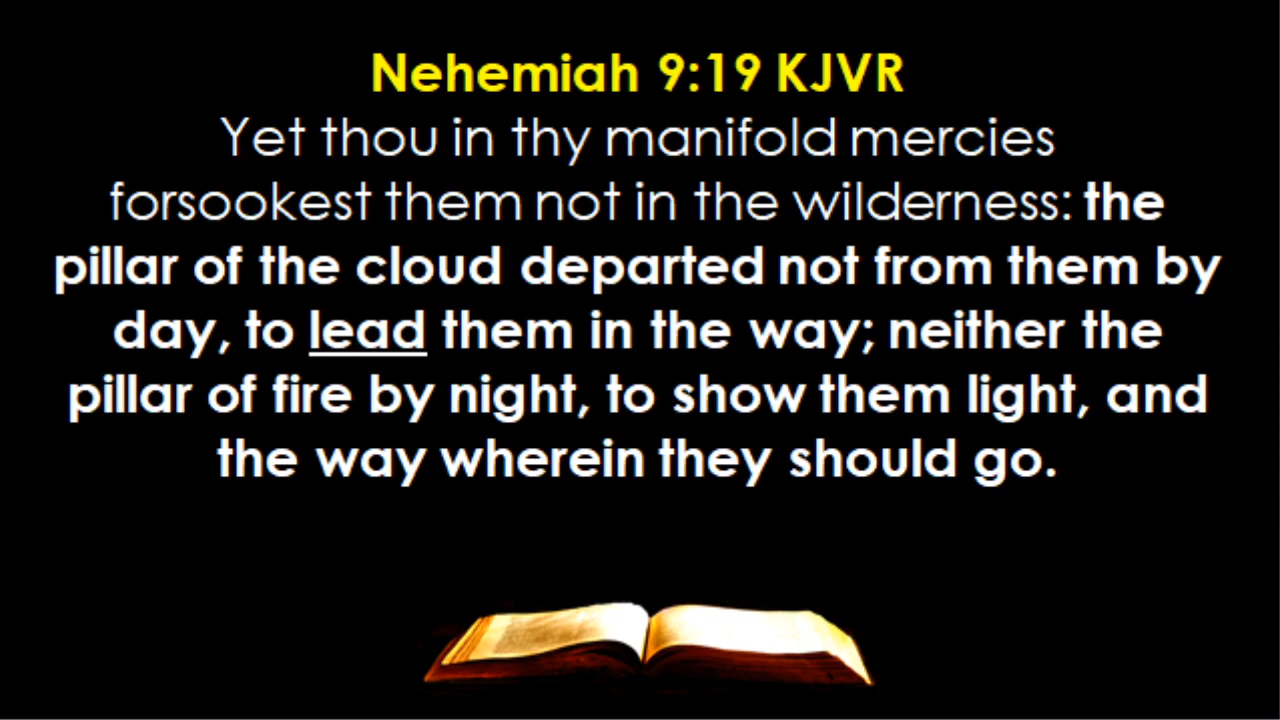 Nehemiah 9:19 KJVR
Yet thou in thy manifold mercies
forsookest them not in the wilderness: the
pillar of the cloud departed not from them by
day, to lead them in the way; neither the
pillar of fire by night, to show them light, and
the way wherein they should go.